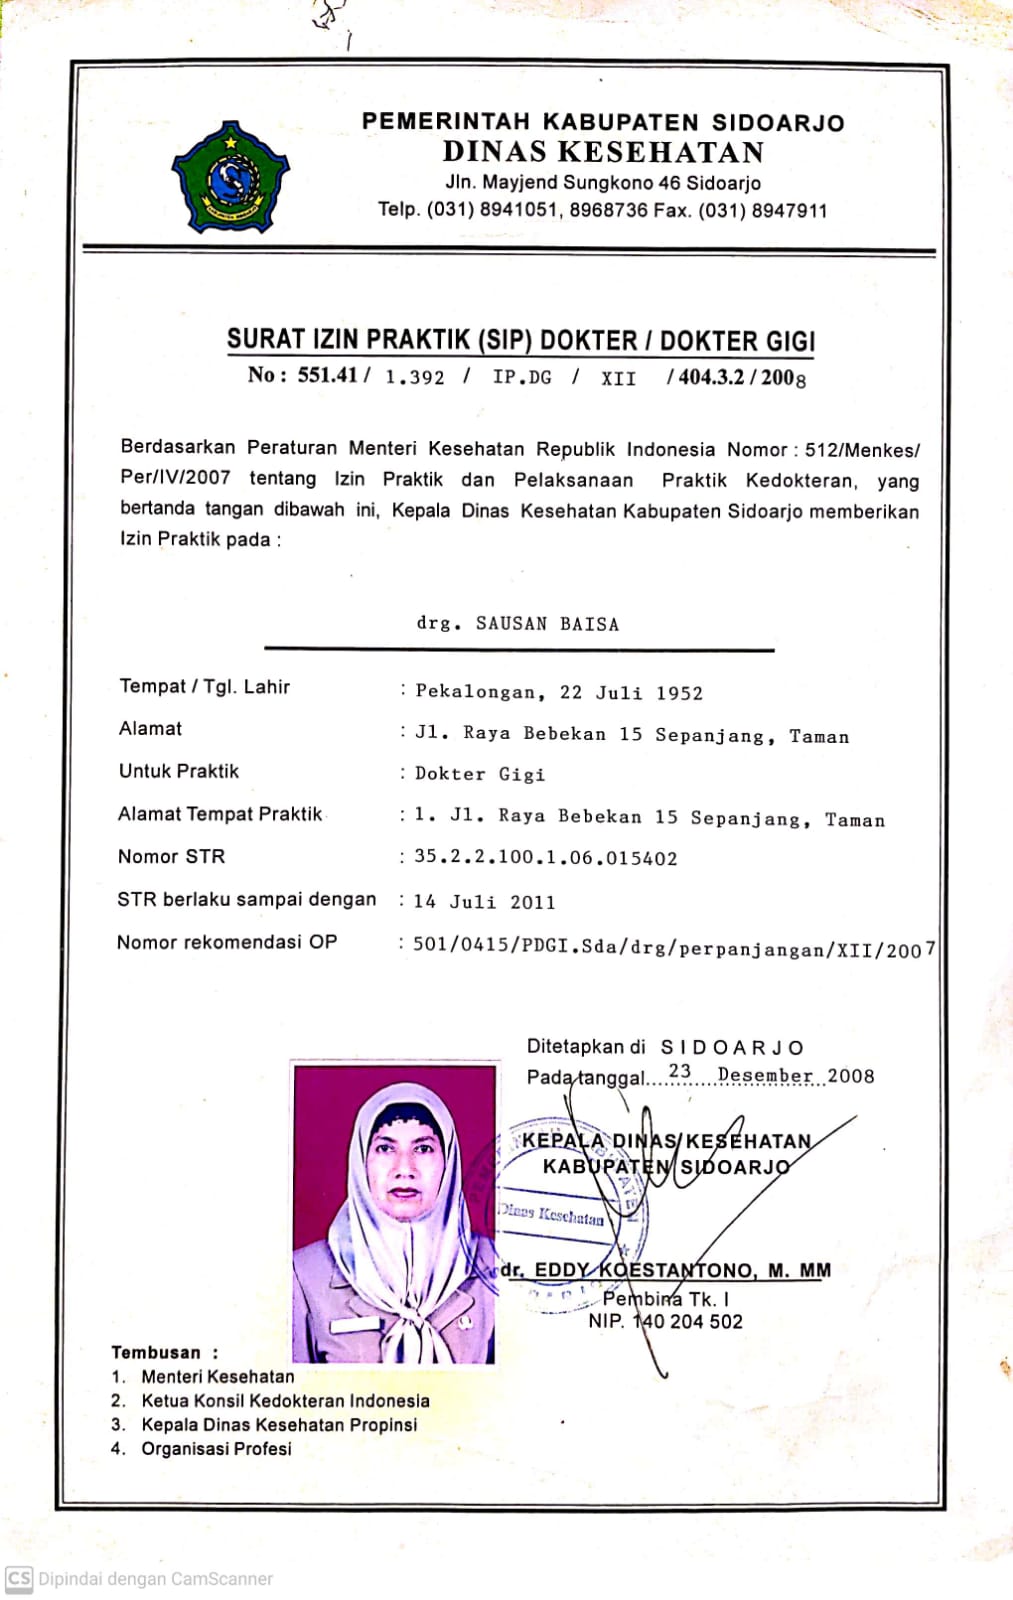 PEMERINTAH KABUPATEN SIDOARJO
DINAS KESEHATAN
Jln. Mayjend Sungkono 46 Sidoarjo
Telp. (031) 8941051, 8968736 Fax. (031) 8947911
SURAT IZIN PRAKTIK (SIP) DOKTER / DOKTER GIGI
No : 551.41 / 1.392 / IP.DG / XII / 404.3.2 / 2008
Berdasarkan Peraturan Menteri Kesehatan Republik Indonesia Nomor : 512/Menkes/
Per/IV/2007 tentang Izin Praktik dan Pelaksanaan Praktik Kedokteran, yang
bertanda tangan dibawah ini, Kepala Dinas Kesehatan Kabupaten Sidoarjo memberikan
Izin Praktik pada :
drg. SAUSAN BAISA
Tempat / Tgl. Lahir : Pekalongan, 22 Juli 1952
Alamat : Jl. Raya Bebekan 15 Sepanjang, Taman
Untuk Praktik : Dokter Gigi
Alamat Tempat Praktik : 1. Jl. Raya Bebekan 15 Sepanjang, Taman
Nomor STR : 35.2.2.100.1.06.015402
STR berlaku sampai dengan : 14 Juli 2011
Nomor rekomendasi OP : 501/0415/PDGI.Sda/drg/perpanjangan/XII/2007
Ditetapkan di SIDOARJO
Pada tanggal....23....Desember..2008
KEPALA DINAS KESEHATAN
KABUPATEN SIDOARJO
Dinas Kesehatan
dr. EDDY KOESTANTONO, M. MM
Pembina Tk. I
NIP. 140 204 502
Tembusan :
1. Menteri Kesehatan
2. Ketua Konsil Kedokteran Indonesia
3. Kepala Dinas Kesehatan Propinsi
4. Organisasi Profesi
CS Dipindai dengan CamScanner